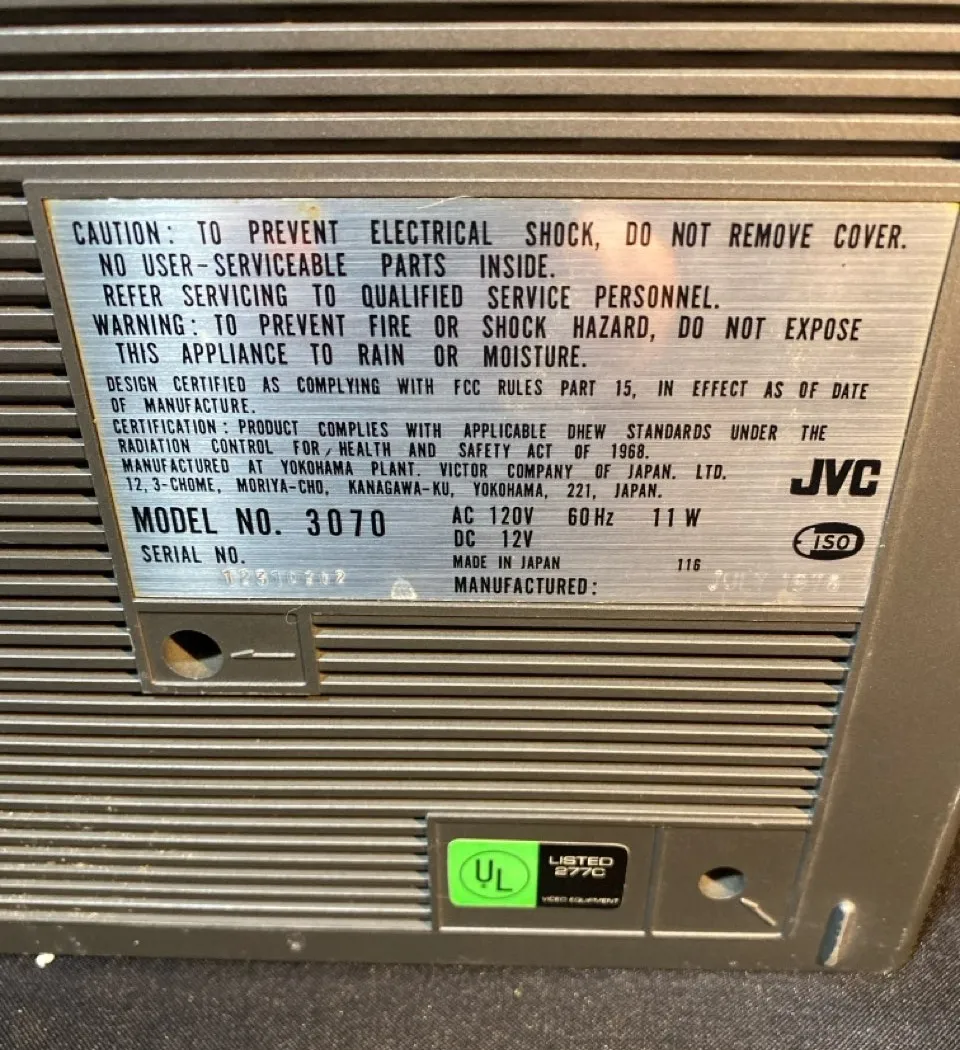 CAUTION: TO PREVENT ELECTRICAL SHOCK, DO NOT REMOVE COVER.
NO USER-SERVICEABLE PARTS INSIDE.
REFER SERVICING TO QUALIFIED SERVICE PERSONNEL.
WARNING: TO PREVENT FIRE OR SHOCK HAZARD, DO NOT EXPOSE
THIS APPLIANCE TO RAIN OR MOISTURE.
DESIGN CERTIFIED AS COMPLYING WITH FCC RULES PART 15, IN EFFECT AS OF DATE
OF MANUFACTURE.
CERTIFICATION: PRODUCT COMPLIES WITH APPLICABLE DHEW STANDARDS UNDER THE
RADIATION CONTROL FOR HEALTH AND SAFETY ACT OF 1968.
MANUFACTURED AT YOKOHAMA PLANT. VICTOR COMPANY OF JAPAN. LTD.
12, 3-CHOME, MORIYA-CHO, KANAGAWA-KU, YOKOHAMA, 221, JAPAN.
JVC
MODEL NO. 3070
AC 120V 60Hz 11W
DC 12V
ISO
SERIAL NO.
MADE IN JAPAN 116
MANUFACTURED: JULY
UL
LISTED
277C
VIDEO EQUIPMENT